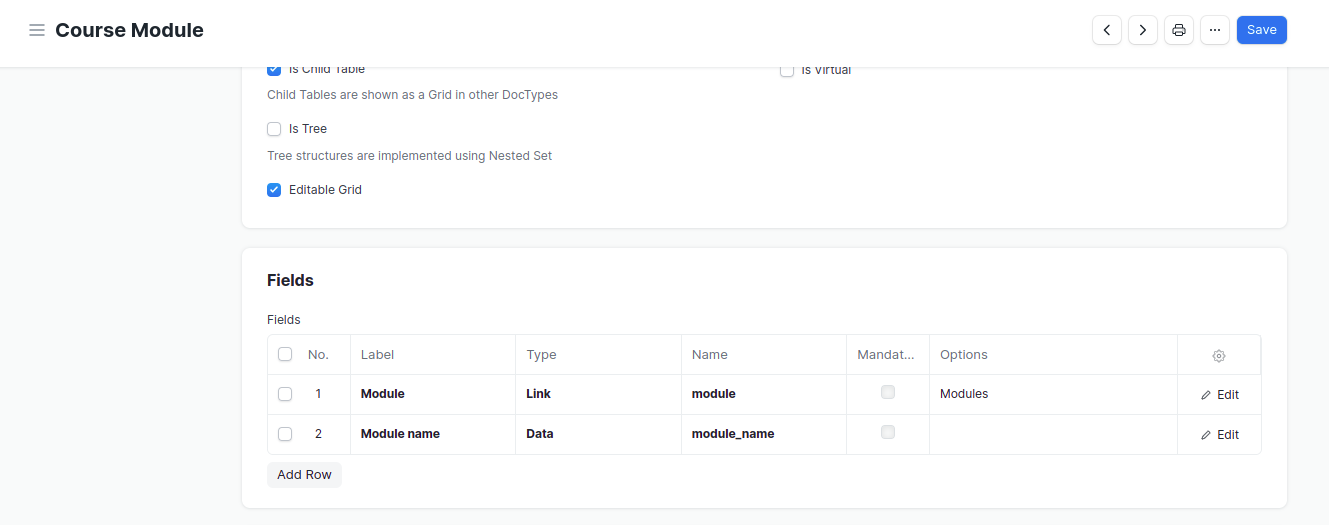 Course Module
Save
Is Child Table
Is Virtual
Child Tables are shown as a Grid in other DocTypes
Is Tree
Tree structures are implemented using Nested Set
Editable Grid
Fields
Fields
No. Label Type Name Mandat... Options
1 Module Link module Modules Edit
2 Module name Data module_name Edit
Add Row